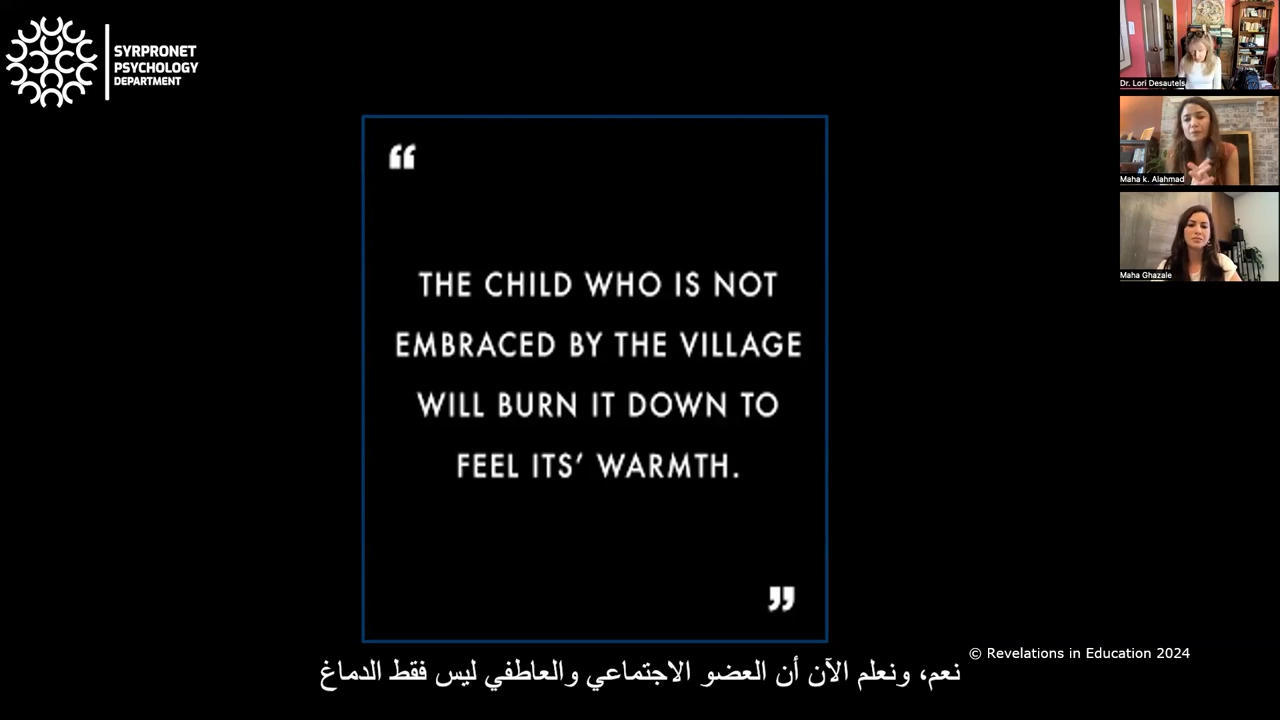 SYRPRONET
PSYCHOLOGY
DEPARTMENT
Dr. Lori Desautels
Maha k. Alahmad
Maha Ghazale
“
THE CHILD WHO IS NOT
EMBRACED BY THE VILLAGE
WILL BURN IT DOWN TO
FEEL ITS’ WARMTH.
”
© Revelations in Education 2024
نعم، ونعلم الآن أن العضو الاجتماعي والعاطفي ليس فقط الدماغ